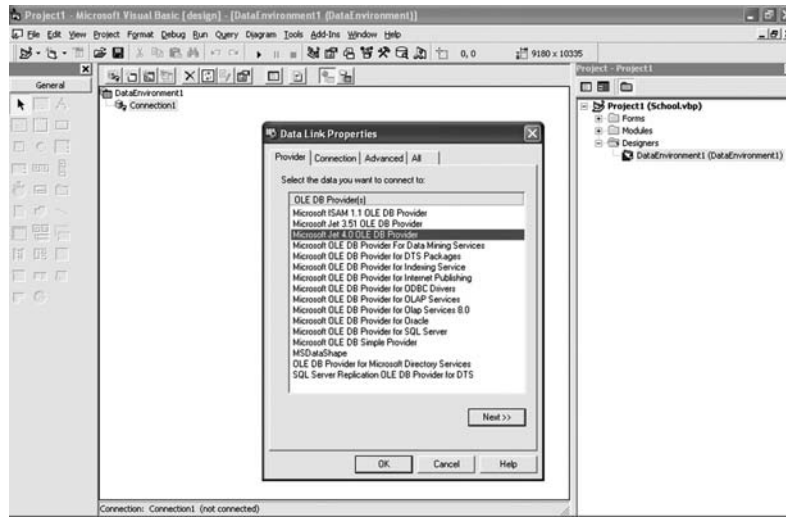 Project1 - Microsoft Visual Basic [design] - [DataEnvironment1 (DataEnvironment)]
File Edit View Project Format Debug Run Query Diagram Tools Add-Ins Window Help
0, 0 9180 x 10335
General
DataEnvironment1
Connection1
Project - Project1
Project1 (School.vbp)
Forms
Modules
Designers
DataEnvironment1 (DataEnvironment1)
Data Link Properties
Provider Connection Advanced All
Select the data you want to connect to:
OLE DB Provider(s)
Microsoft ISAM 1.1 OLE DB Provider
Microsoft Jet 3.51 OLE DB Provider
Microsoft Jet 4.0 OLE DB Provider
Microsoft OLE DB Provider For Data Mining Services
Microsoft OLE DB Provider for DTS Packages
Microsoft OLE DB Provider for Indexing Service
Microsoft OLE DB Provider for Internet Publishing
Microsoft OLE DB Provider for ODBC Drivers
Microsoft OLE DB Provider for OLAP Services
Microsoft OLE DB Provider for Olap Services 8.0
Microsoft OLE DB Provider for Oracle
Microsoft OLE DB Provider for SQL Server
Microsoft OLE DB Simple Provider
MSDataShape
OLE DB Provider for Microsoft Directory Services
SQL Server Replication OLE DB Provider for DTS
Next >>
OK Cancel Help
Connection: Connection1 (not connected)